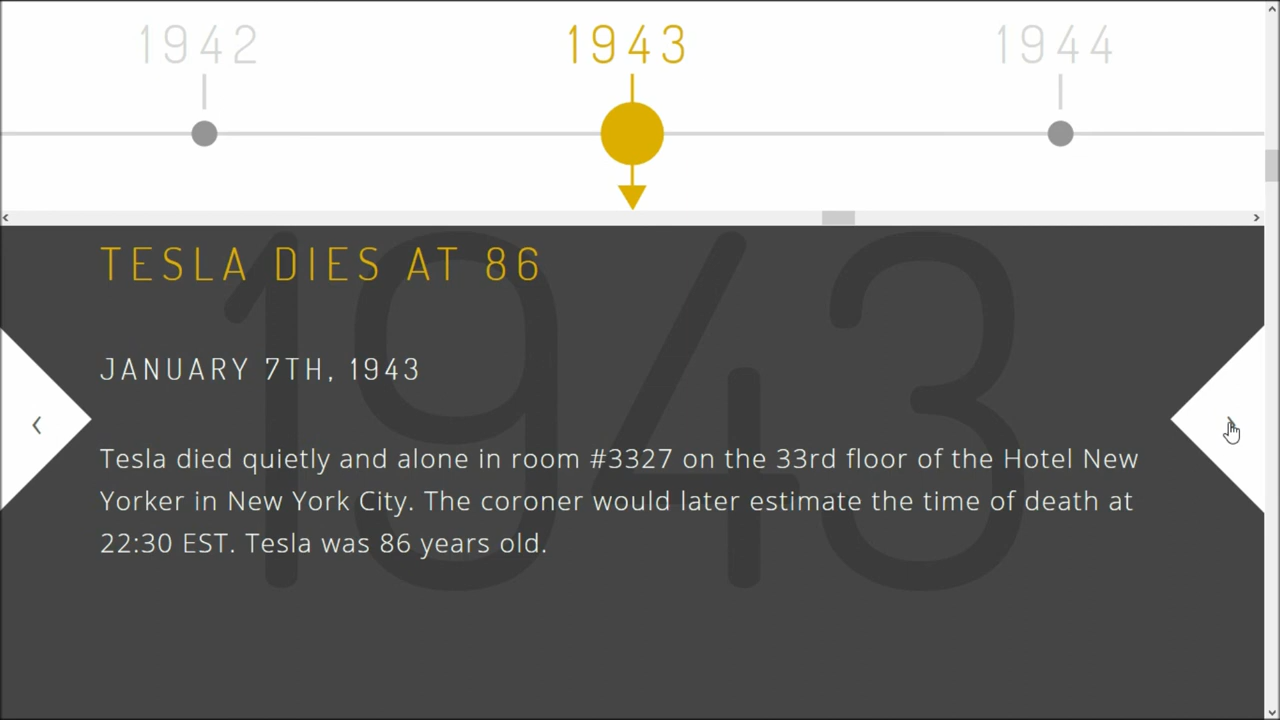 1942 1943 1944
TESLA DIES AT 86
1943
JANUARY 7TH, 1943
Tesla died quietly and alone in room #3327 on the 33rd floor of the Hotel New
Yorker in New York City. The coroner would later estimate the time of death at
22:30 EST. Tesla was 86 years old.